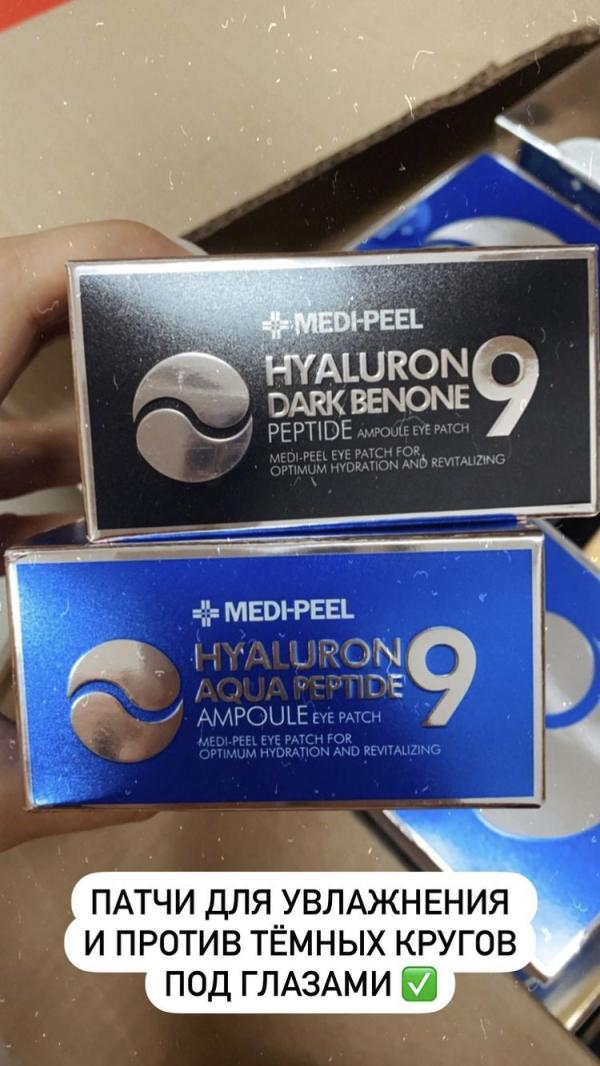 MEDI-PEEL
HYALURON
DARK BENONE 9
PEPTIDE AMPOULE EYE PATCH
MEDI-PEEL EYE PATCH FOR
OPTIMUM HYDRATION AND REVITALIZING
MEDI-PEEL
HYALURON
AQUA PEPTIDE 9
AMPOULE EYE PATCH
MEDI-PEEL EYE PATCH FOR
OPTIMUM HYDRATION AND REVITALIZING
ПАТЧИ ДЛЯ УВЛАЖНЕНИЯ
И ПРОТИВ ТЁМНЫХ КРУГОВ
ПОД ГЛАЗАМИ ✅